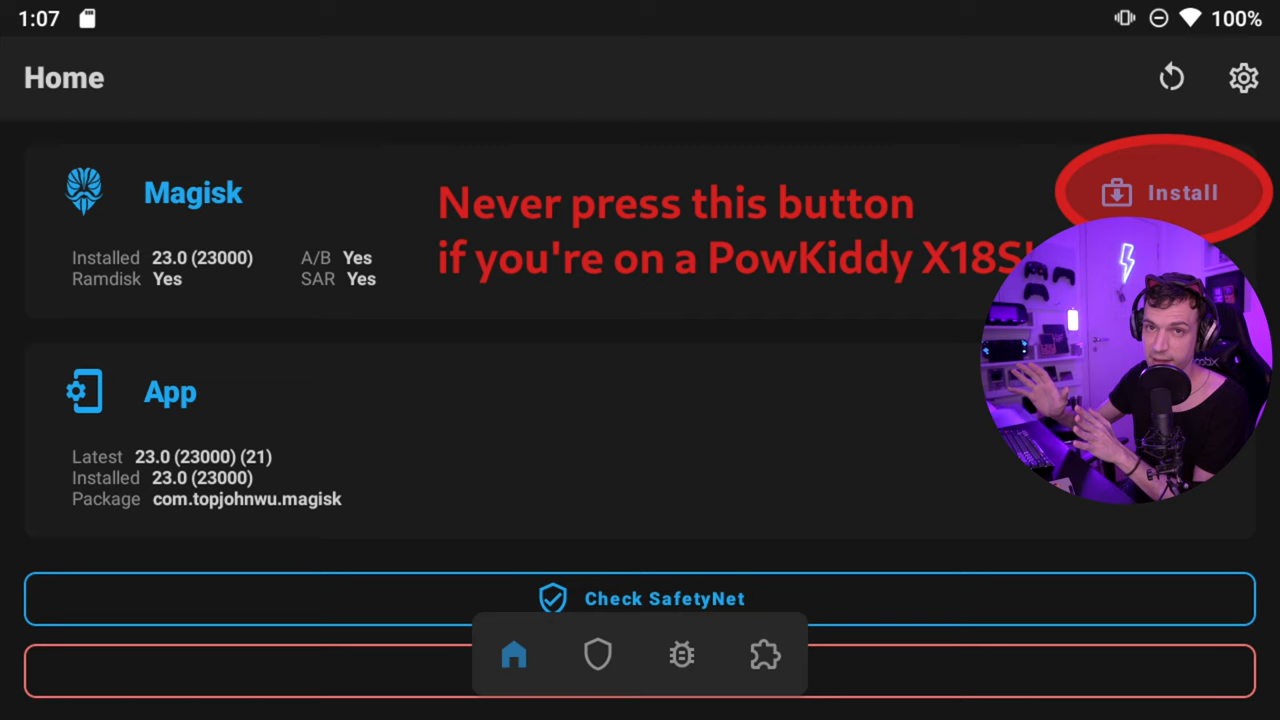 1:07
100%
Home
Magisk
Install
Never press this button
if you're on a PowKiddy X18S!
Installed 23.0 (23000) A/B Yes
Ramdisk Yes SAR Yes
App
Latest 23.0 (23000) (21)
Installed 23.0 (23000)
Package com.topjohnwu.magisk
Check SafetyNet